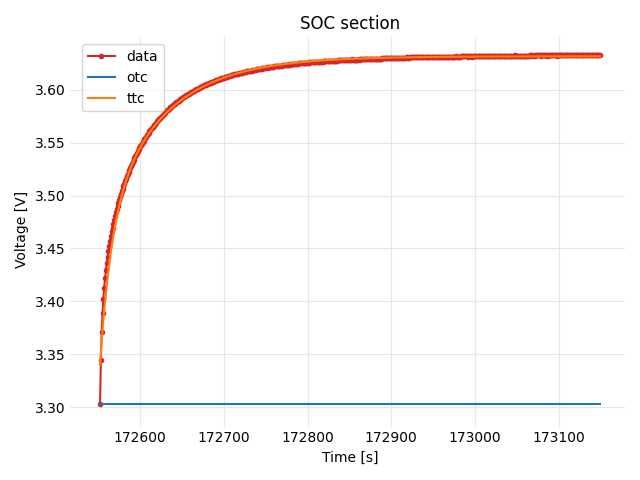 SOC section
data
otc
ttc
Voltage [V]
3.60
3.55
3.50
3.45
3.40
3.35
3.30
172600 172700 172800 172900 173000 173100
Time [s]